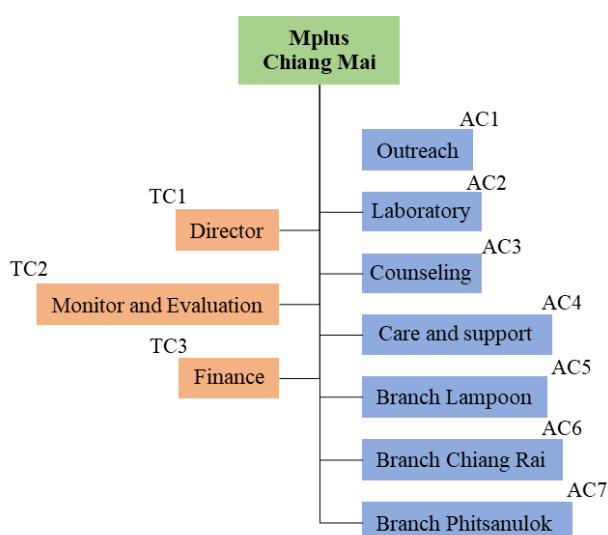 Mplus
Chiang Mai
AC1
Outreach
AC2
Laboratory
TC1
Director
AC3
Counseling
TC2
Monitor and Evaluation
AC4
Care and support
TC3
Finance
AC5
Branch Lampoon
AC6
Branch Chiang Rai
AC7
Branch Phitsanulok